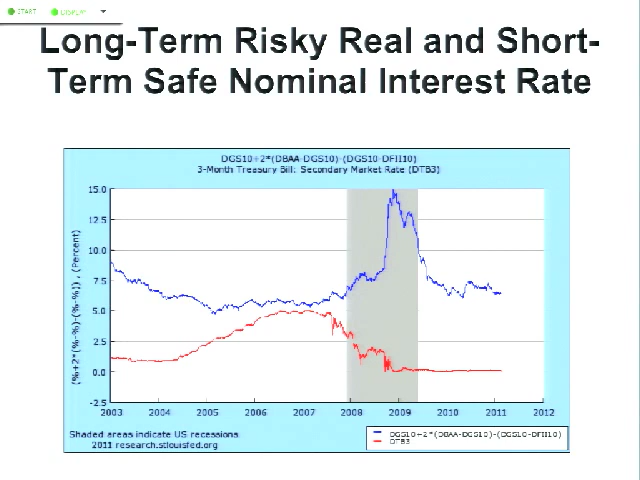 START DISPLAY
Long-Term Risky Real and Short-
Term Safe Nominal Interest Rate
DGS10+2*(DBAA-DGS10)-(DGS10-DFII10)
3-Month Treasury Bill: Secondary Market Rate (DTB3)
15.0
12.5
10.0
7.5
5.0
2.5
0.0
-2.5
(%+2*(%-%)-(%-%)) , (Percent)
2003 2004 2005 2006 2007 2008 2009 2010 2011 2012
Shaded areas indicate US recessions.
2011 research.stlouisfed.org
DGS10+2*(DBAA-DGS10)-(DGS10-DFII10)
DTB3